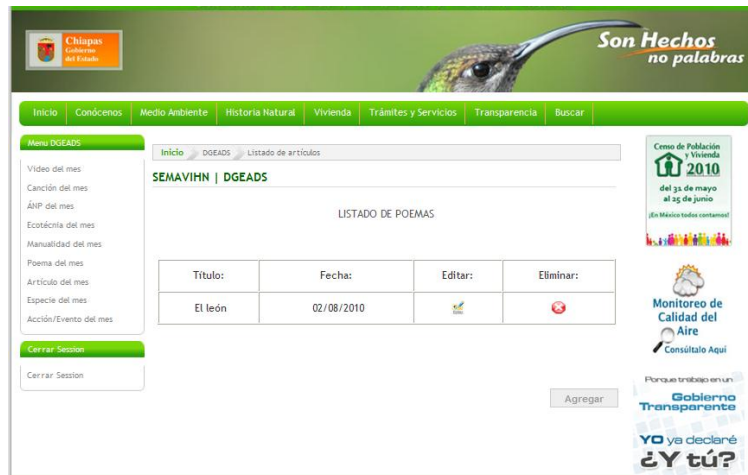 Chiapas
Gobierno
del Estado
Son Hechos
no palabras
Inicio Conócenos Medio Ambiente Historia Natural Vivienda Trámites y Servicios Transparencia Buscar
Menu DGEADS
Video del mes
Canción del mes
ÁNP del mes
Ecotécnia del mes
Manualidad del mes
Poema del mes
Artículo del mes
Especie del mes
Acción/Evento del mes
Cerrar Session
Cerrar Session
Inicio DGEADS Listado de artículos
SEMAVIHN | DGEADS
LISTADO DE POEMAS
Título: Fecha: Editar: Eliminar:
El león 02/08/2010
Agregar
Censo de Población
y Vivienda
2010
del 31 de mayo
al 25 de junio
¡En México todos contamos!
Monitoreo de
Calidad del
Aire
Consúltalo Aquí
Porque trabajo en un
Gobierno
Transparente
YO ya declaré
¿Y tú?